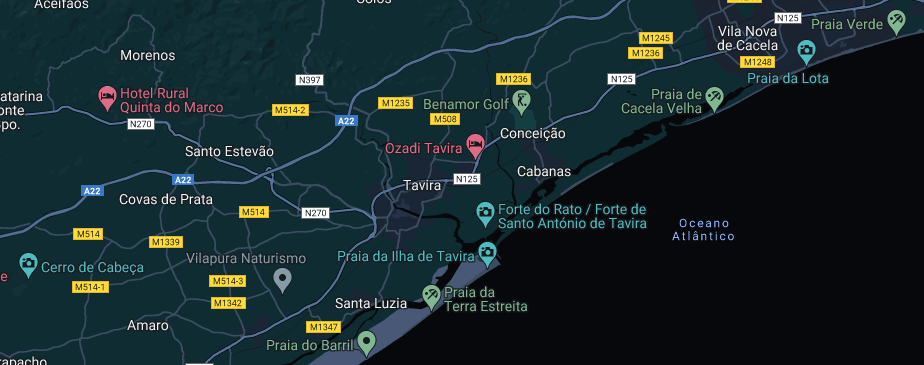 Aceifaos
N125
Praia Verde
Vila Nova
de Cacela
M1245
M1236
M1248
Praia da Lota
Morenos
N397
M1236
N125
Hotel Rural
Quinta do Marco
M514-2
M1235
Benamor Golf
Praia de
Cacela Velha
N270
A22
M508
Conceição
Santo Estevão
Ozadi Tavira
A22
A22
N125
Cabanas
Covas de Prata
Tavira
M514
N270
Forte do Rato / Forte de
Santo António de Tavira
M514
M1339
Oceano
Atlântico
Cerro de Cabeça
Vilapura Naturismo
Praia da Ilha de Tavira
M514-1
M514-3
M1342
Santa Luzia
Praia da
Terra Estreita
Amaro
M1347
Praia do Barril